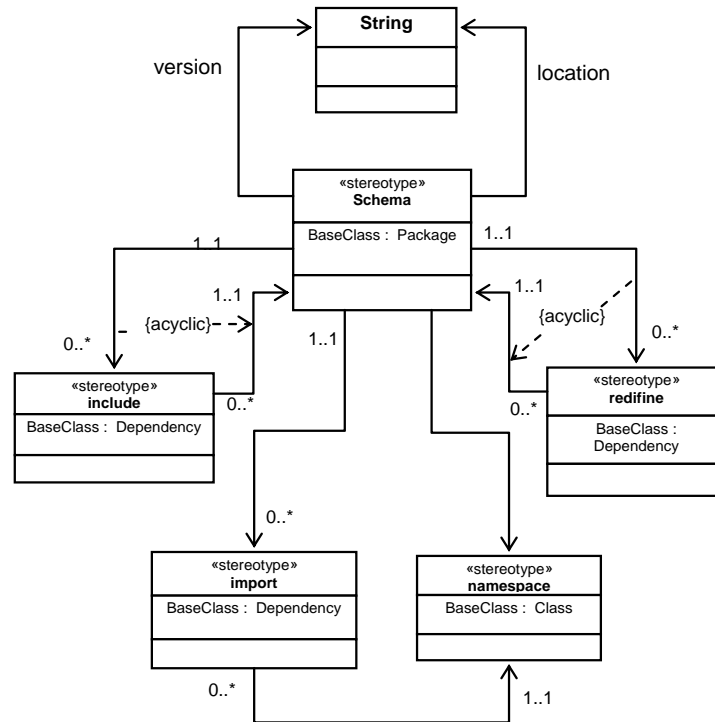 String
version
location
«stereotype»
Schema
BaseClass : Package
1..1
1..1
1..1
1..1
{acyclic}
{acyclic}
1..1
0..*
0..*
«stereotype»
include
BaseClass : Dependency
0..*
0..*
«stereotype»
redifine
BaseClass :
Dependency
0..*
«stereotype»
import
BaseClass : Dependency
«stereotype»
namespace
BaseClass : Class
0..*
1..1